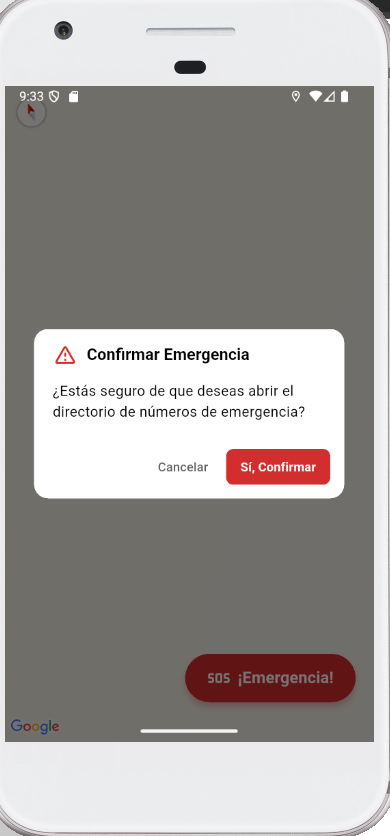 9:33
Confirmar Emergencia
¿Estás seguro de que deseas abrir el
directorio de números de emergencia?
Cancelar
Sí, Confirmar
SOS ¡Emergencia!
Google